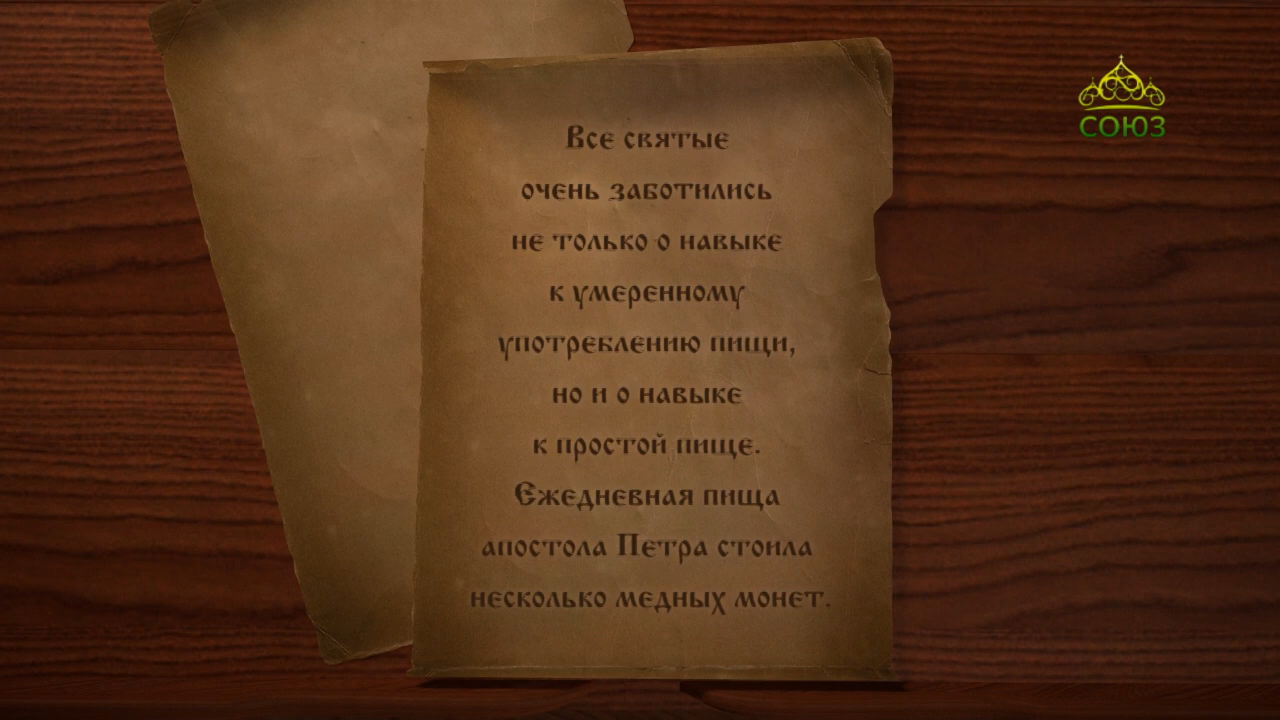 СОЮЗ
Все святые
очень заботились
не только о навыке
к умеренному
употреблению пищи,
но и о навыке
к простой пище.
Ежедневная пища
апостола Петра стоила
несколько медных монет.